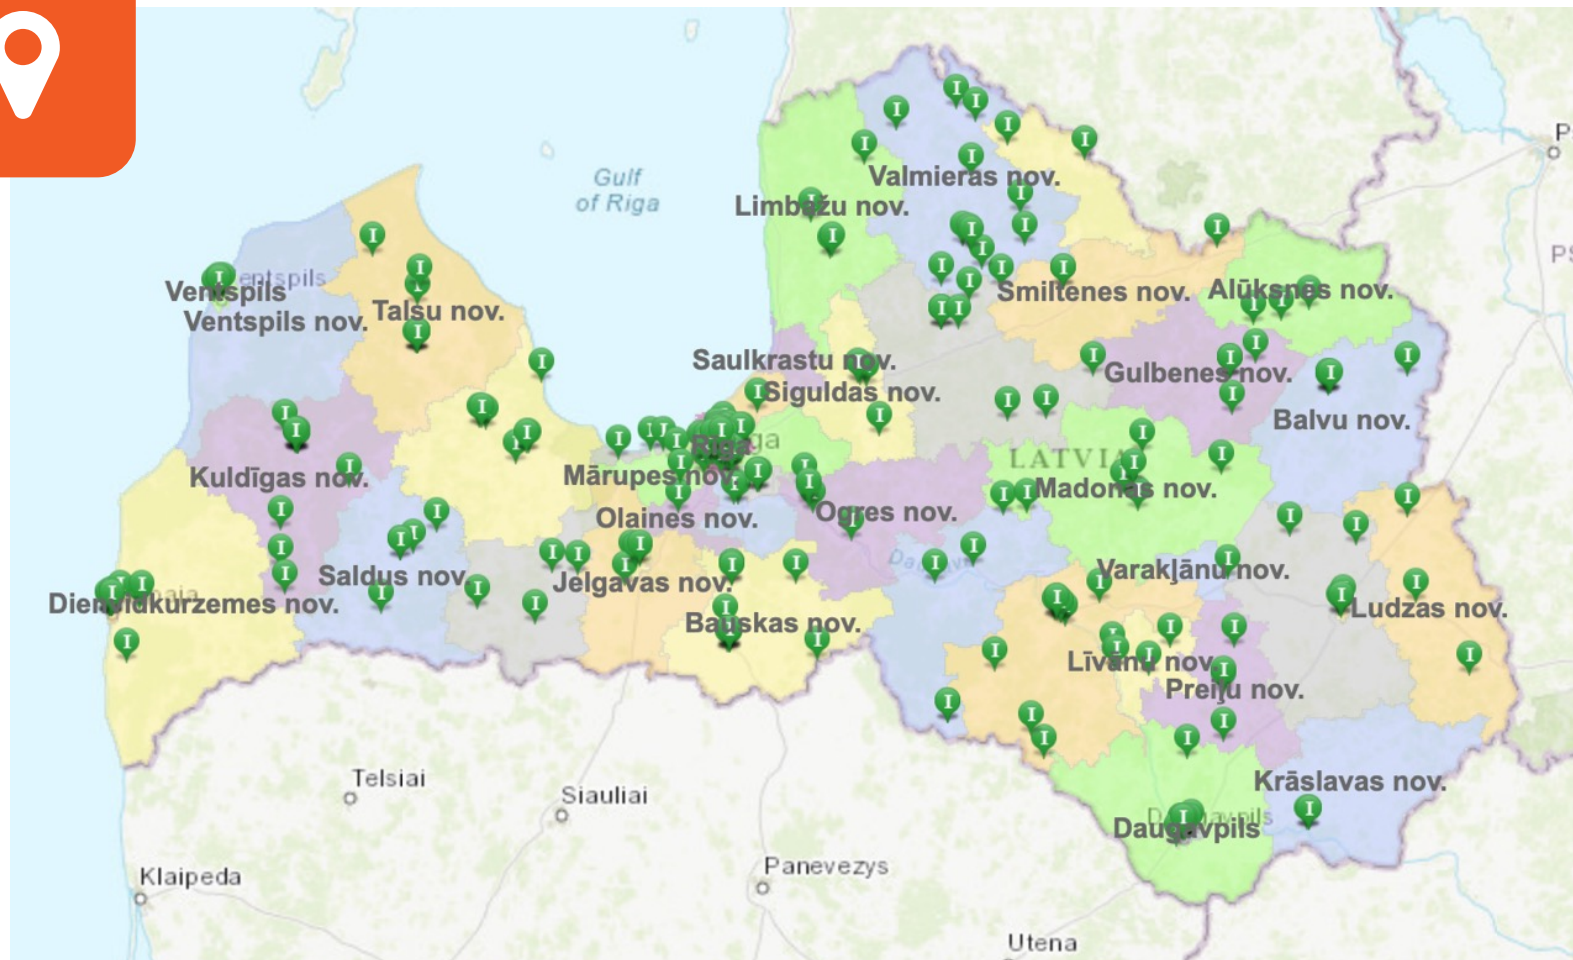 Gulf
of Riga
Valmieras nov.
Limbažu nov.
Ventspils
Ventspils nov.
Talsu nov.
Smiltenes nov.
Alūksnes nov.
Saulkrastu nov.
Siguldas nov.
Gulbenes nov.
Balvu nov.
Rīga
LATVIA
Kuldīgas nov.
Mārupes nov.
Madonas nov.
Olaines nov.
Ogres nov.
Saldus nov.
Jelgavas nov.
Varakļānu nov.
Dienvidkurzemes nov.
Ludzas nov.
Bauskas nov.
Līvānu nov.
Preiļu nov.
Telsiai
Siauliai
Krāslavas nov.
Daugavpils
Daugavpils
Klaipeda
Panevezys
Utena